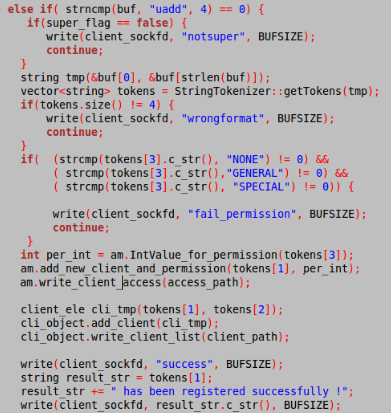 else if( strncmp(buf, "uadd", 4) == 0) {
if(super_flag == false) {
write(client_sockfd, "notsuper", BUFSIZE);
continue;
}
string tmp(&buf[0], &buf[strlen(buf)]);
vector<string> tokens = StringTokenizer::getTokens(tmp);
if(tokens.size() != 4) {
write(client_sockfd, "wrongformat", BUFSIZE);
continue;
}
if( (strcmp(tokens[3].c_str(), "NONE") != 0) &&
( strcmp(tokens[3].c_str(),"GENERAL") != 0) &&
( strcmp(tokens[3].c_str(), "SPECIAL") != 0)) {
write(client_sockfd, "fail_permission", BUFSIZE);
continue;
}
int per_int = am.IntValue_for_permission(tokens[3]);
am.add_new_client_and_permission(tokens[1], per_int);
am.write_client_access(access_path);
client_ele cli_tmp(tokens[1], tokens[2]);
cli_object.add_client(cli_tmp);
cli_object.write_client_list(client_path);
write(client_sockfd, "success", BUFSIZE);
string result_str = tokens[1];
result_str += " has been registered successfully !";
write(client_sockfd, result_str.c_str(), BUFSIZE);